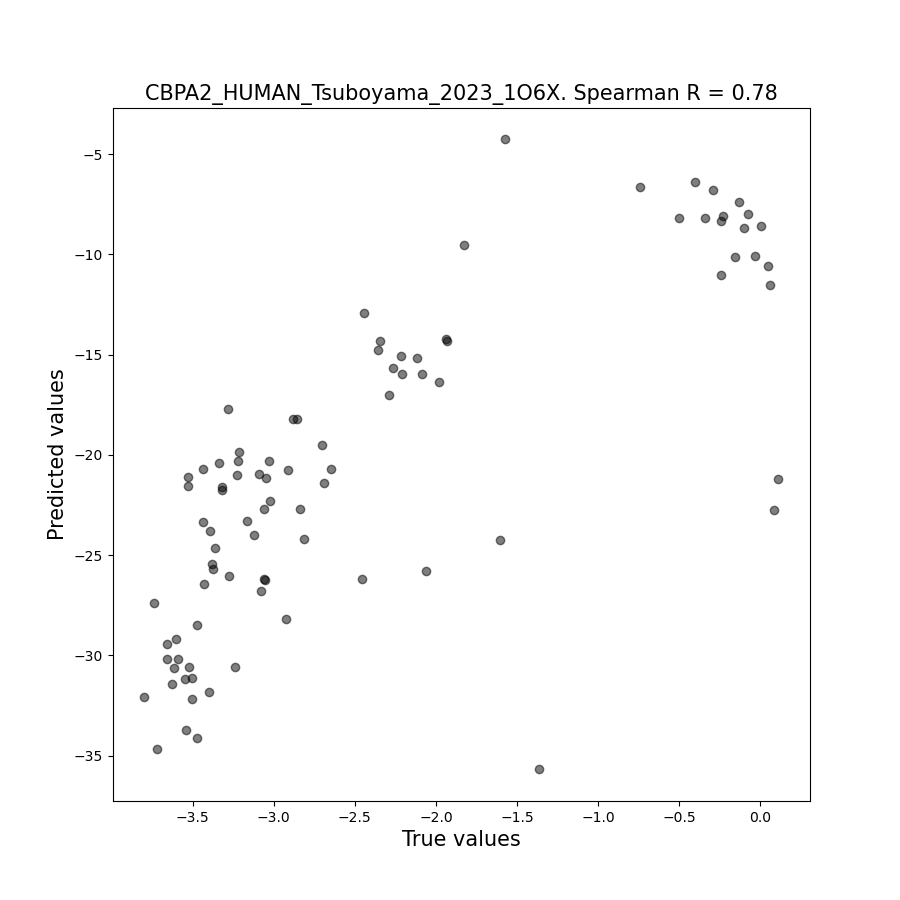 CBPA2_HUMAN_Tsuboyama_2023_1O6X. Spearman R = 0.78
Predicted values
−5
−10
−15
−20
−25
−30
−35
−3.5 −3.0 −2.5 −2.0 −1.5 −1.0 −0.5 0.0
True values